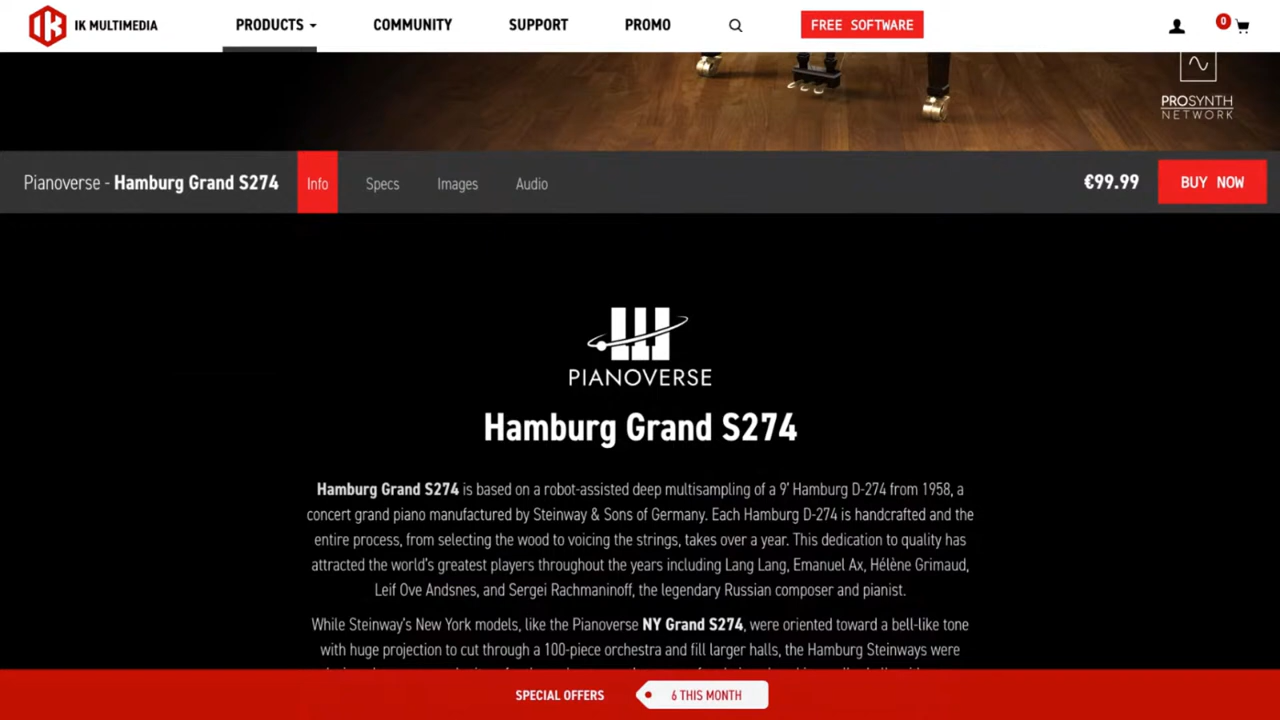 IK MULTIMEDIA
PRODUCTS
COMMUNITY
SUPPORT
PROMO
FREE SOFTWARE
0
PROSYNTH
NETWORK
Pianoverse - Hamburg Grand S274
Info
Specs
Images
Audio
€99.99
BUY NOW
PIANOVERSE
Hamburg Grand S274
Hamburg Grand S274 is based on a robot-assisted deep multisampling of a 9' Hamburg D-274 from 1958, a
concert grand piano manufactured by Steinway & Sons of Germany. Each Hamburg D-274 is handcrafted and the
entire process, from selecting the wood to voicing the strings, takes over a year. This dedication to quality has
attracted the world's greatest players throughout the years including Lang Lang, Emanuel Ax, Hélène Grimaud,
Leif Ove Andsnes, and Sergei Rachmaninoff, the legendary Russian composer and pianist.
While Steinway's New York models, like the Pianoverse NY Grand S274, were oriented toward a bell-like tone
with huge projection to cut through a 100-piece orchestra and fill larger halls, the Hamburg Steinways were
SPECIAL OFFERS
6 THIS MONTH